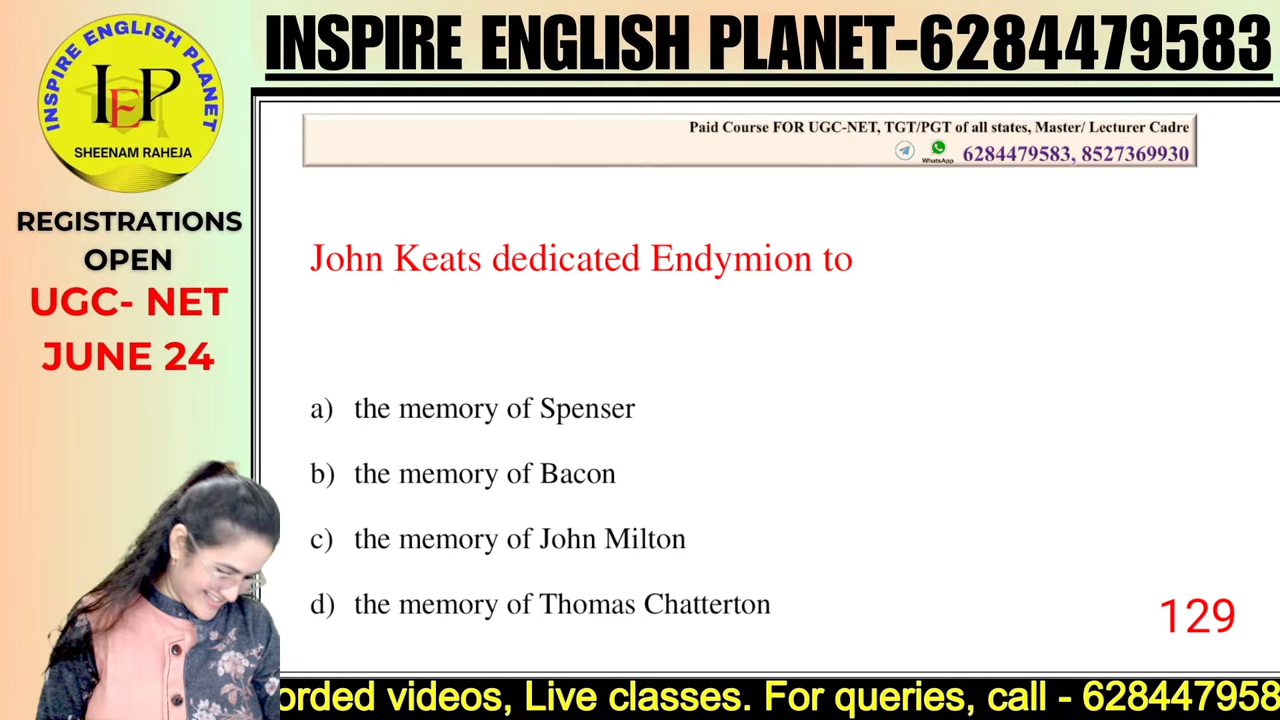 INSPIRE ENGLISH PLANET
IEP
SHEENAM RAHEJA
REGISTRATIONS
OPEN
UGC- NET
JUNE 24
INSPIRE ENGLISH PLANET-6284479583
Paid Course FOR UGC-NET, TGT/PGT of all states, Master/ Lecturer Cadre
WhatsApp 6284479583, 8527369930
John Keats dedicated Endymion to
a) the memory of Spenser
b) the memory of Bacon
c) the memory of John Milton
d) the memory of Thomas Chatterton
129
orded videos, Live classes. For queries, call - 628447958